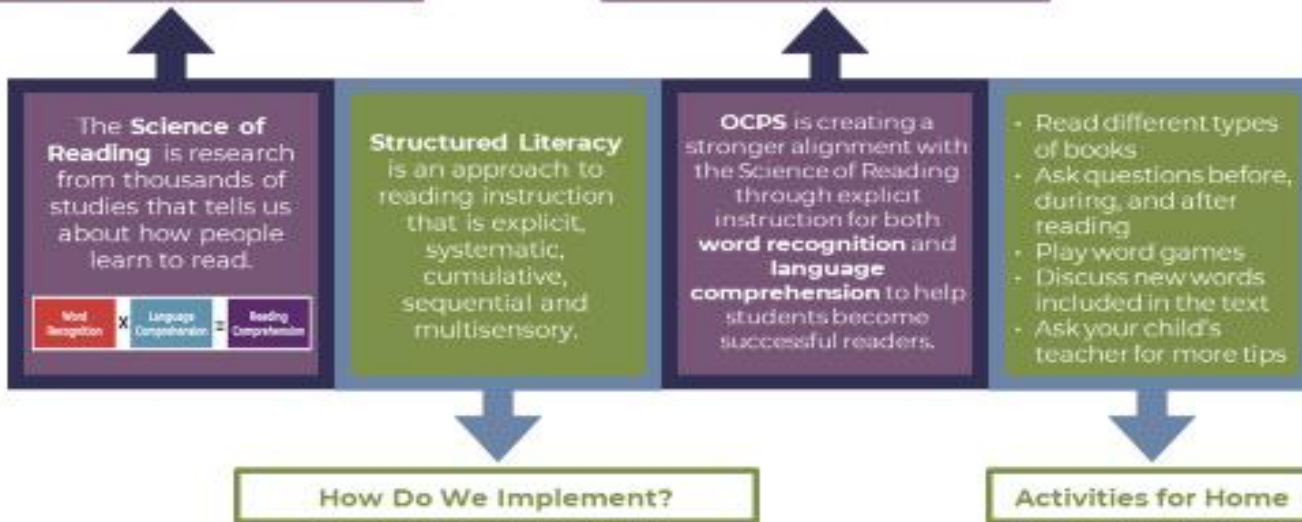 The Science of
Reading is research
from thousands of
studies that tells us
about how people
learn to read.
Word
Recognition
X
Language
Comprehension
=
Reading
Comprehension
Structured Literacy
is an approach to
reading instruction
that is explicit,
systematic,
cumulative,
sequential and
multisensory.
OCPS is creating a
stronger alignment with
the Science of Reading
through explicit
instruction for both
word recognition and
language
comprehension to help
students become
successful readers.
• Read different types
of books
• Ask questions before,
during, and after
reading
• Play word games
• Discuss new words
included in the text
• Ask your child's
teacher for more tips
How Do We Implement?
Activities for Home